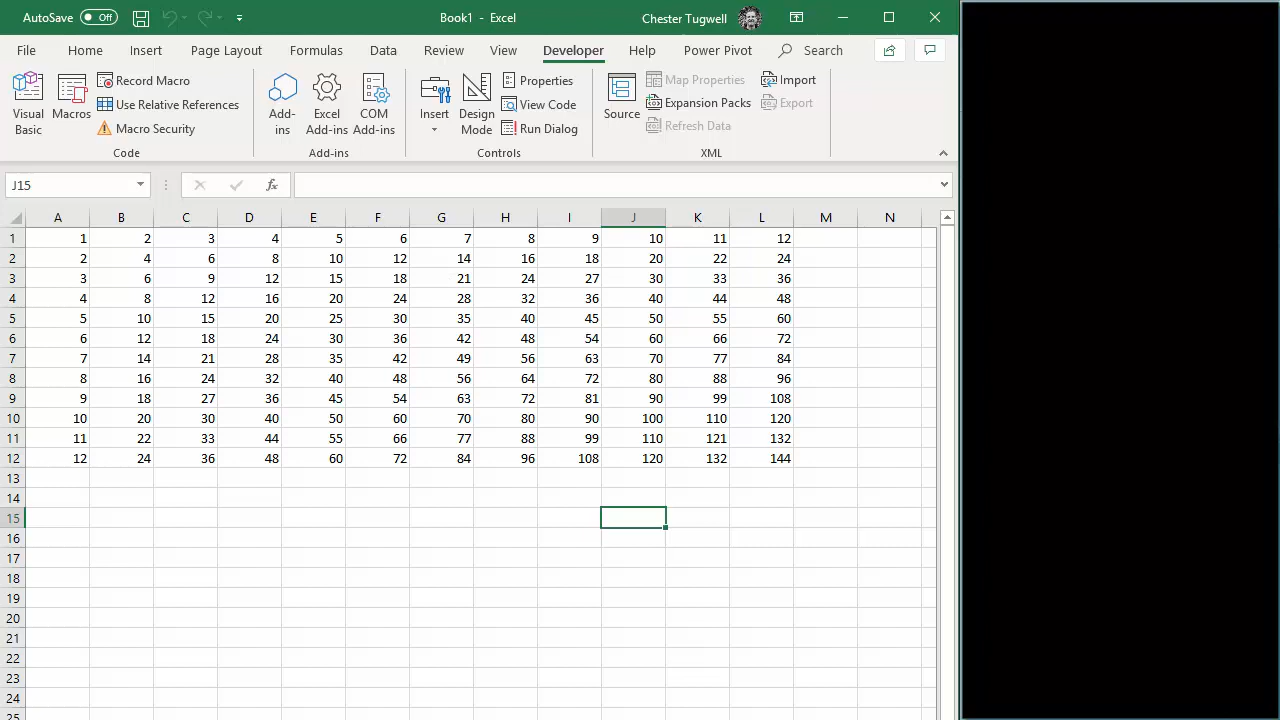 AutoSave Off Book1 - Excel Chester Tugwell
File Home Insert Page Layout Formulas Data Review View Developer Help Power Pivot Search
Visual Basic
Macros
Record Macro
Use Relative References
Macro Security
Code
Add-ins
Excel Add-ins
COM Add-ins
Add-ins
Insert
Design Mode
Properties
View Code
Run Dialog
Controls
Source
Map Properties
Expansion Packs
Refresh Data
Import
Export
XML
J15 fx
A B C D E F G H I J K L M N
1 1 2 3 4 5 6 7 8 9 10 11 12
2 2 4 6 8 10 12 14 16 18 20 22 24
3 3 6 9 12 15 18 21 24 27 30 33 36
4 4 8 12 16 20 24 28 32 36 40 44 48
5 5 10 15 20 25 30 35 40 45 50 55 60
6 6 12 18 24 30 36 42 48 54 60 66 72
7 7 14 21 28 35 42 49 56 63 70 77 84
8 8 16 24 32 40 48 56 64 72 80 88 96
9 9 18 27 36 45 54 63 72 81 90 99 108
10 10 20 30 40 50 60 70 80 90 100 110 120
11 11 22 33 44 55 66 77 88 99 110 121 132
12 12 24 36 48 60 72 84 96 108 120 132 144
13
14
15
16
17
18
19
20
21
22
23
24
25